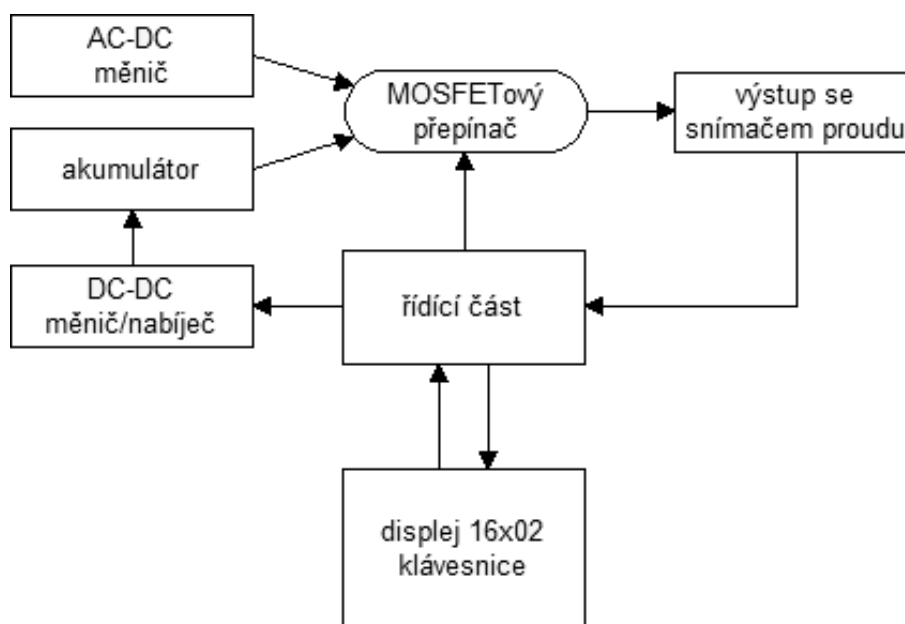 AC-DC
měnič
MOSFETový
přepínač
výstup se
snímačem proudu
akumulátor
DC-DC
měnič/nabíječ
řídící část
displej 16x02
klávesnice